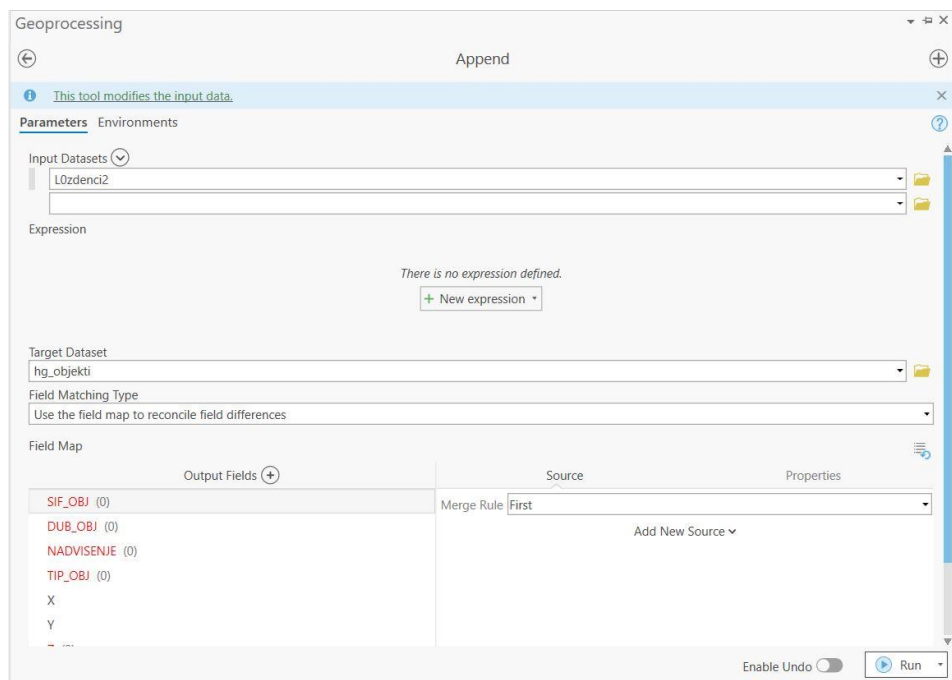 Geoprocessing
Append
This tool modifies the input data.
Parameters Environments
Input Datasets
L0zdenci2
Expression
There is no expression defined.
New expression
Target Dataset
hg_objekti
Field Matching Type
Use the field map to reconcile field differences
Field Map
Output Fields Source Properties
SIF_OBJ (0)
Merge Rule First
DUB_OBJ (0)
Add New Source
NADVISENJE (0)
TIP_OBJ (0)
X
Y
Enable Undo Run